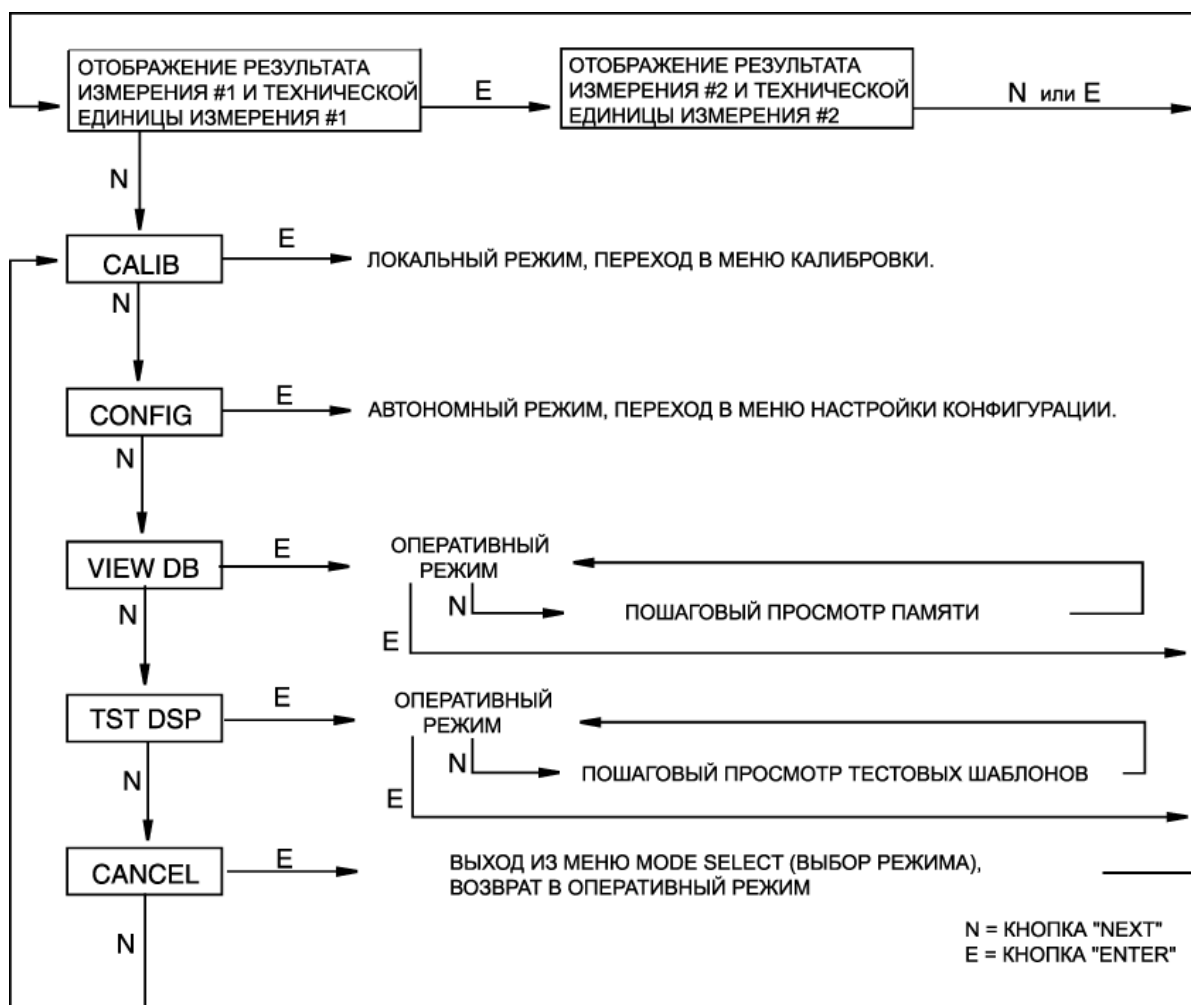 ОТОБРАЖЕНИЕ РЕЗУЛЬТАТА
ИЗМЕРЕНИЯ #1 И ТЕХНИЧЕСКОЙ
ЕДИНИЦЫ ИЗМЕРЕНИЯ #1
E
ОТОБРАЖЕНИЕ РЕЗУЛЬТАТА
ИЗМЕРЕНИЯ #2 И ТЕХНИЧЕСКОЙ
ЕДИНИЦЫ ИЗМЕРЕНИЯ #2
N или E
N
CALIB
E
ЛОКАЛЬНЫЙ РЕЖИМ, ПЕРЕХОД В МЕНЮ КАЛИБРОВКИ.
N
CONFIG
E
АВТОНОМНЫЙ РЕЖИМ, ПЕРЕХОД В МЕНЮ НАСТРОЙКИ КОНФИГУРАЦИИ.
N
VIEW DB
E
ОПЕРАТИВНЫЙ
РЕЖИМ
N
ПОШАГОВЫЙ ПРОСМОТР ПАМЯТИ
E
N
TST DSP
E
ОПЕРАТИВНЫЙ
РЕЖИМ
N
ПОШАГОВЫЙ ПРОСМОТР ТЕСТОВЫХ ШАБЛОНОВ
E
N
CANCEL
E
ВЫХОД ИЗ МЕНЮ MODE SELECT (ВЫБОР РЕЖИМА),
ВОЗВРАТ В ОПЕРАТИВНЫЙ РЕЖИМ
N
N = КНОПКА "NEXT"
E = КНОПКА "ENTER"